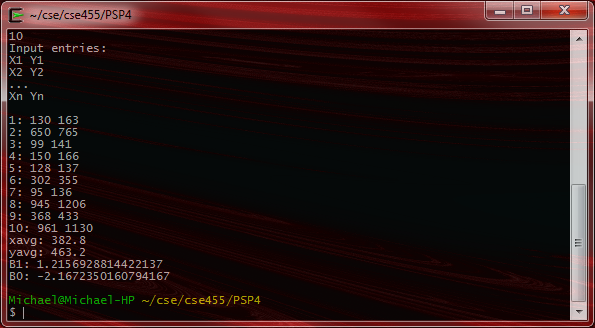 ~/cse/cse455/PSP4
10
Input entries:
X1 Y1
X2 Y2
...
Xn Yn
1: 130 163
2: 650 765
3: 99 141
4: 150 166
5: 128 137
6: 302 355
7: 95 136
8: 945 1206
9: 368 433
10: 961 1130
xavg: 382.8
yavg: 463.2
B1: 1.2156928814422137
B0: -2.1672350160794167
Michael@Michael-HP ~/cse/cse455/PSP4
$